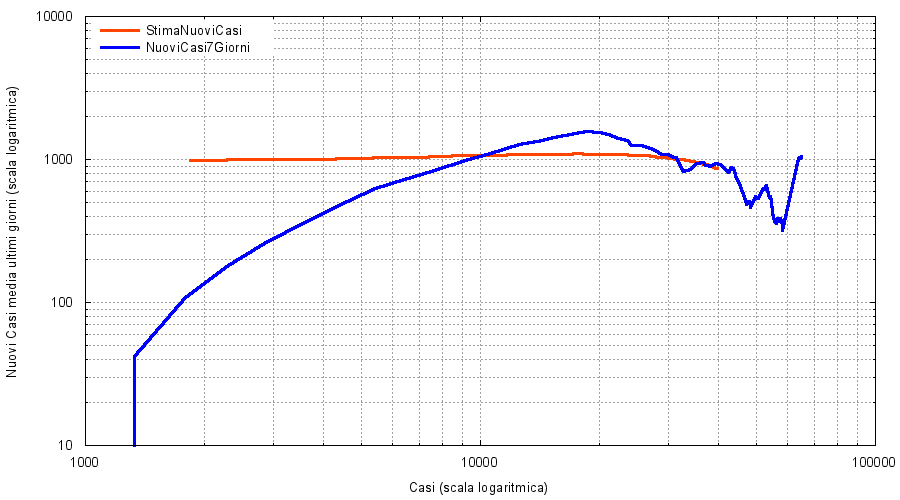 10000
StimaNuoviCasi
NuoviCasi7Giorni
1000
100
10
Nuovi Casi media ultimi giorni (scala logaritmica)
1000
10000
100000
Casi (scala logaritmica)